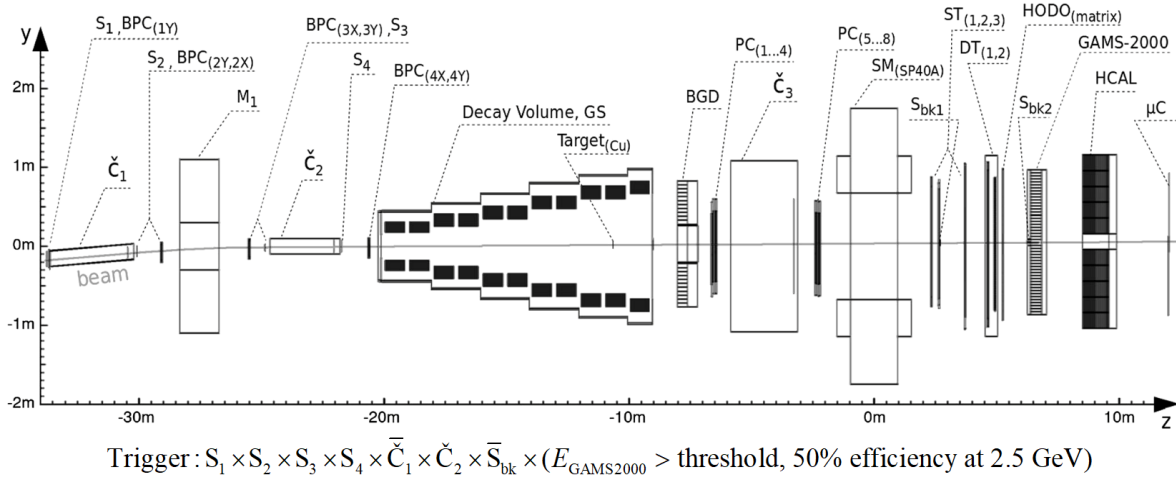 y
S₁ ,BPC(1Y)
S₂ , BPC(2Y,2X)
BPC(3X,3Y) ,S₃
S₄
BPC(4X,4Y)
PC(1...4)
PC(5...8)
SM(SP40A)
ST(1,2,3)
HODO(matrix)
DT(1,2)
GAMS-2000
HCAL
μC
M₁
Č₁
Č₂
Č₃
BGD
Decay Volume, GS
Target(Cu)
Sbk1
Sbk2
2m
1m
0m
-1m
-2m
beam
-30m
-20m
-10m
0m
10m
z
Trigger : S₁ × S₂ × S₃ × S₄ × Č̅₁ × Č₂ × S̅bk × (E_GAMS2000 > threshold, 50% efficiency at 2.5 GeV)